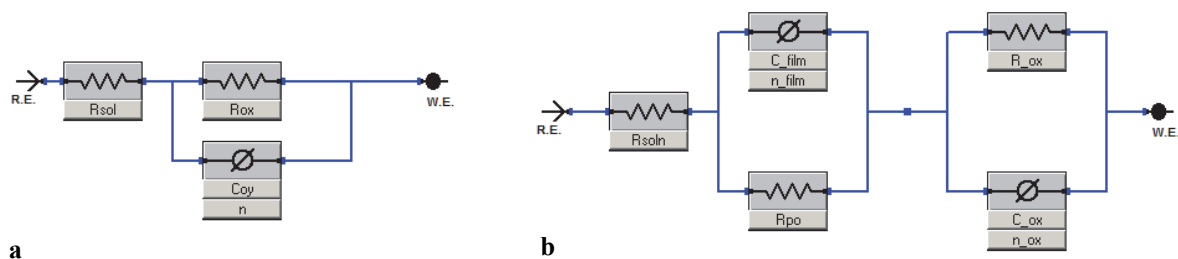 R.E.
Rsol
Rox
W.E.
Coy
n
a
C_film
n_film
R_ox
R.E.
Rsoln
W.E.
Rpo
C_ox
n_ox
b